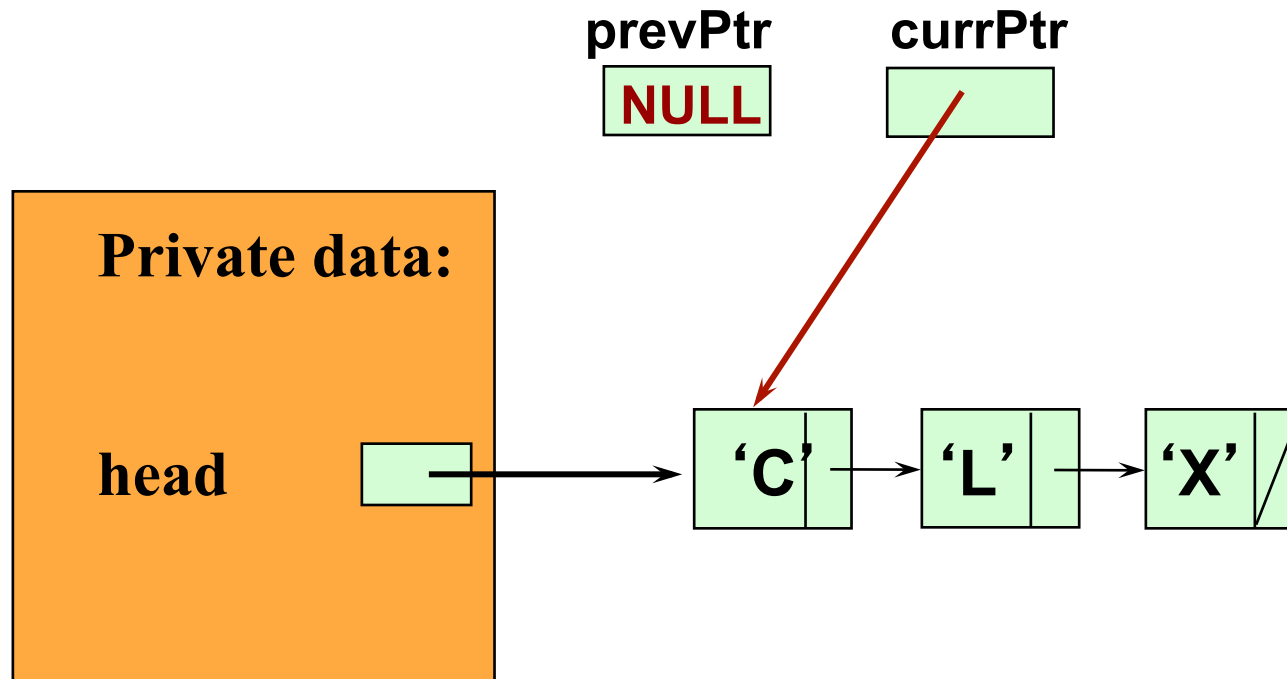 prevPtr currPtr
NULL
Private data:
head
‘C’ ‘L’ ‘X’